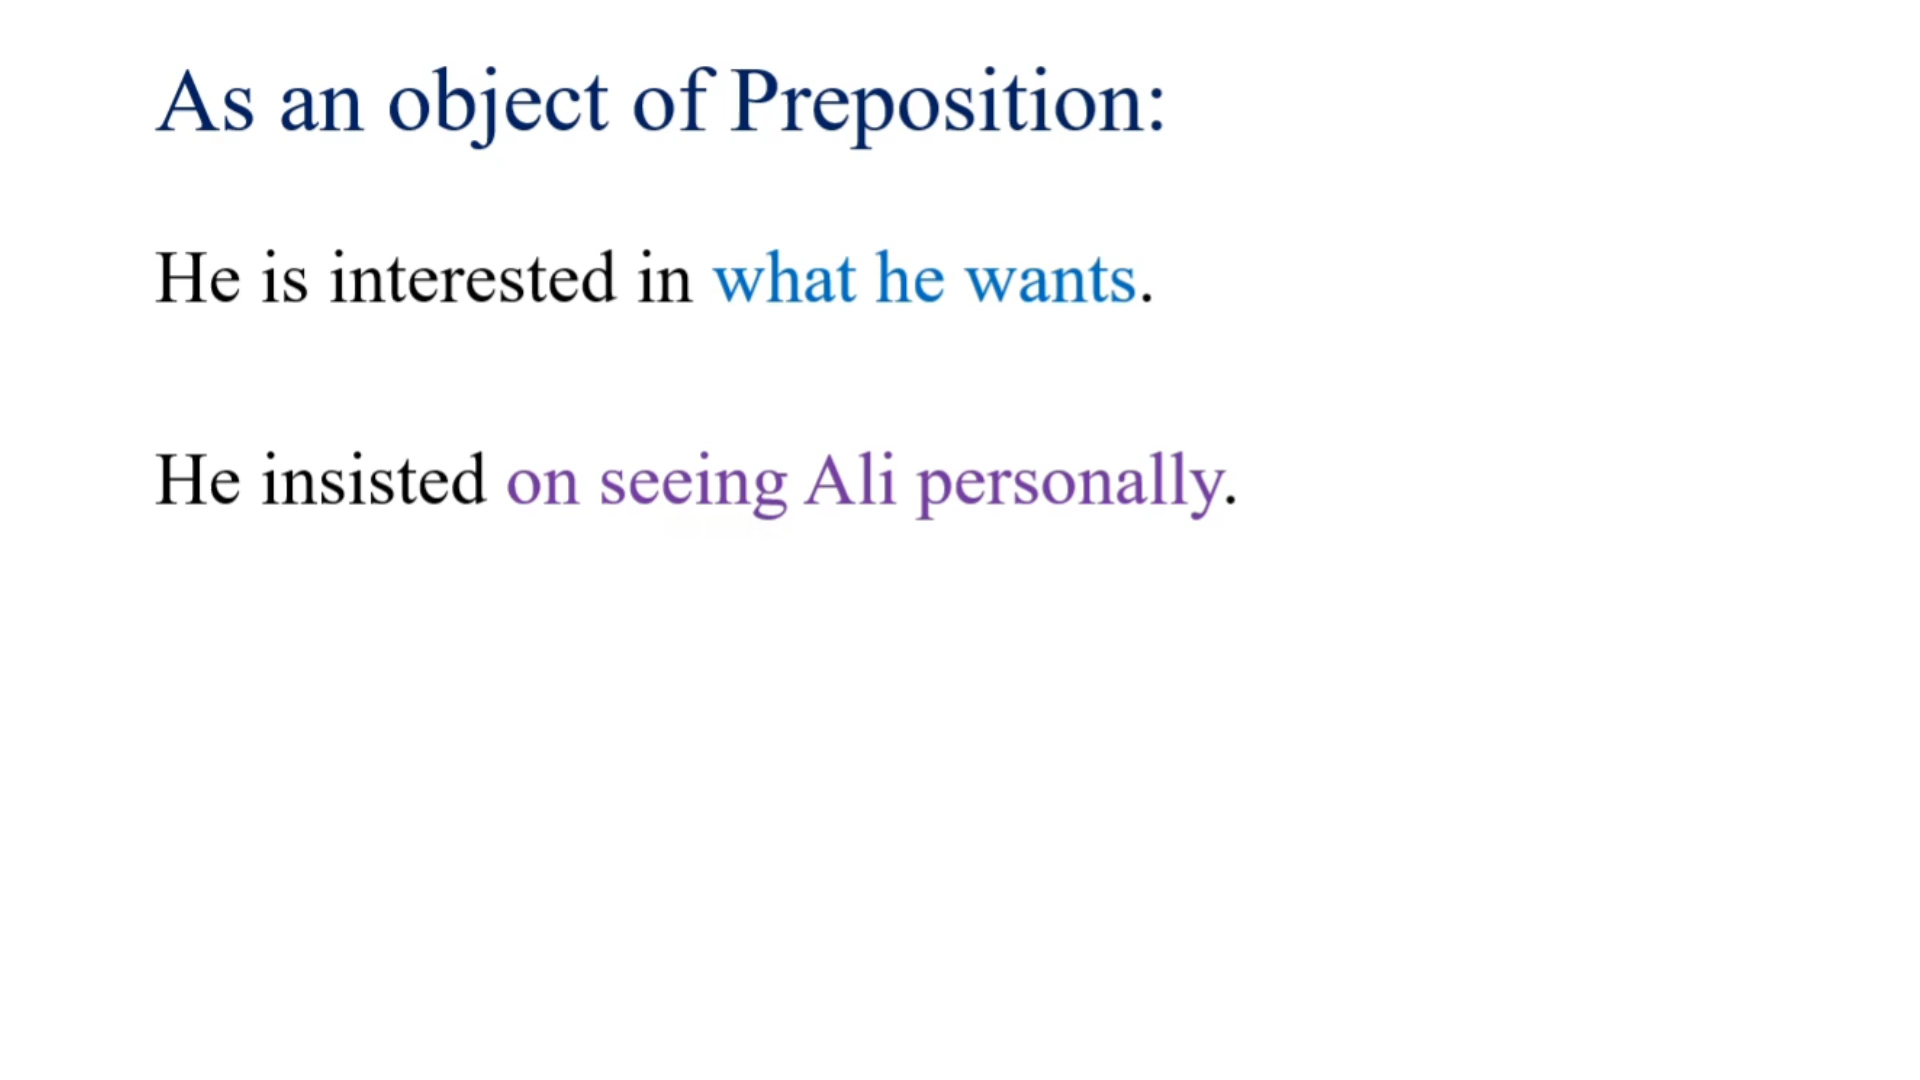 As an object of Preposition:
He is interested in what he wants.
He insisted on seeing Ali personally.